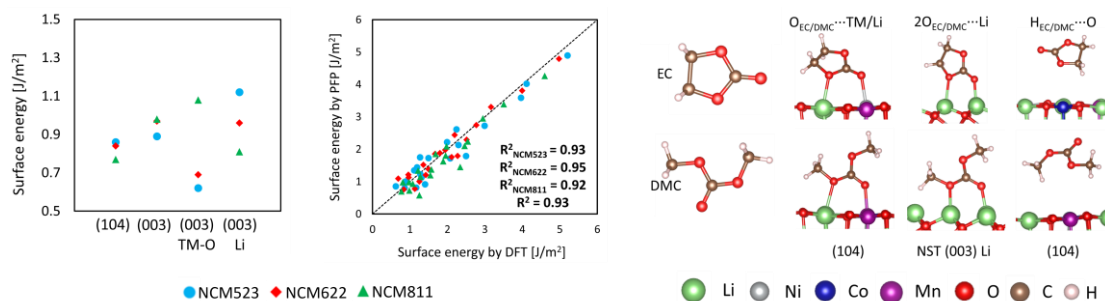 Surface energy [J/m²]
1.5
1.3
1.1
0.9
0.7
0.5
(104) (003) (003) (003)
TM-O Li
Surface energy by PFP [J/m²]
6
5
4
3
2
1
0
R²NCM523 = 0.93
R²NCM622 = 0.95
R²NCM811 = 0.92
R² = 0.93
0 1 2 3 4 5 6
Surface energy by DFT [J/m²]
NCM523 NCM622 NCM811
OEC/DMC···TM/Li 2OEC/DMC···Li HEC/DMC···O
EC
DMC
(104) NST (003) Li (104)
Li Ni Co Mn O C H